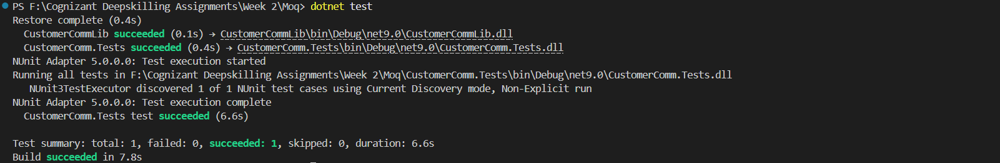 PS F:\Cognizant Deepskilling Assignments\Week 2\Moq> dotnet test
Restore complete (0.4s)
CustomerCommLib succeeded (0.1s) → CustomerCommLib\bin\Debug\net9.0\CustomerCommLib.dll
CustomerComm.Tests succeeded (0.4s) → CustomerComm.Tests\bin\Debug\net9.0\CustomerComm.Tests.dll
NUnit Adapter 5.0.0.0: Test execution started
Running all tests in F:\Cognizant Deepskilling Assignments\Week 2\Moq\CustomerComm.Tests\bin\Debug\net9.0\CustomerComm.Tests.dll
NUnit3TestExecutor discovered 1 of 1 NUnit test cases using Current Discovery mode, Non-Explicit run
NUnit Adapter 5.0.0.0: Test execution complete
CustomerComm.Tests test succeeded (6.6s)
Test summary: total: 1, failed: 0, succeeded: 1, skipped: 0, duration: 6.6s
Build succeeded in 7.8s